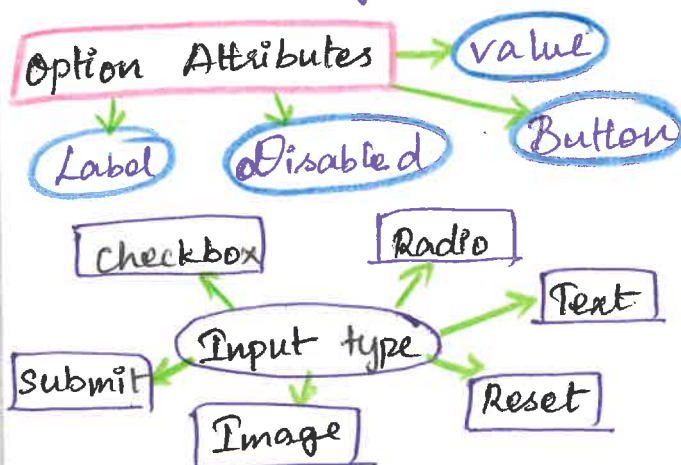 Option Attributes
value
Label
Disabled
Button
checkbox
Radio
Text
Input type
Submit
Image
Reset